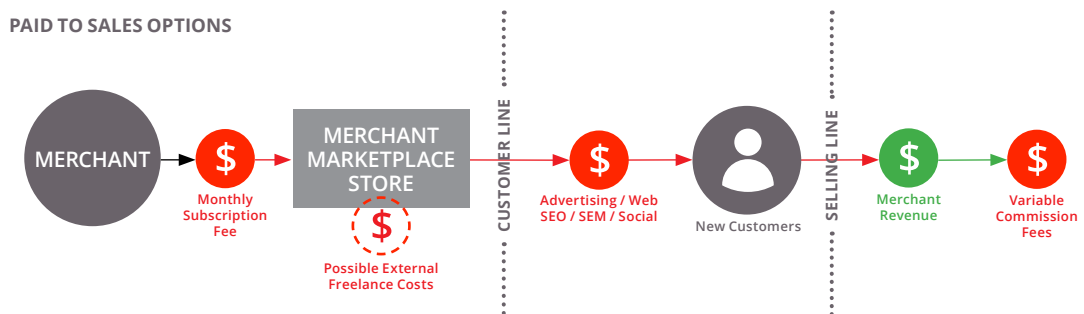 PAID TO SALES OPTIONS
MERCHANT
$
Monthly
Subscription
Fee
MERCHANT
MARKETPLACE
STORE
$
Possible External
Freelance Costs
CUSTOMER LINE
$
Advertising / Web
SEO / SEM / Social
New Customers
SELLING LINE
$
Merchant
Revenue
$
Variable
Commission
Fees